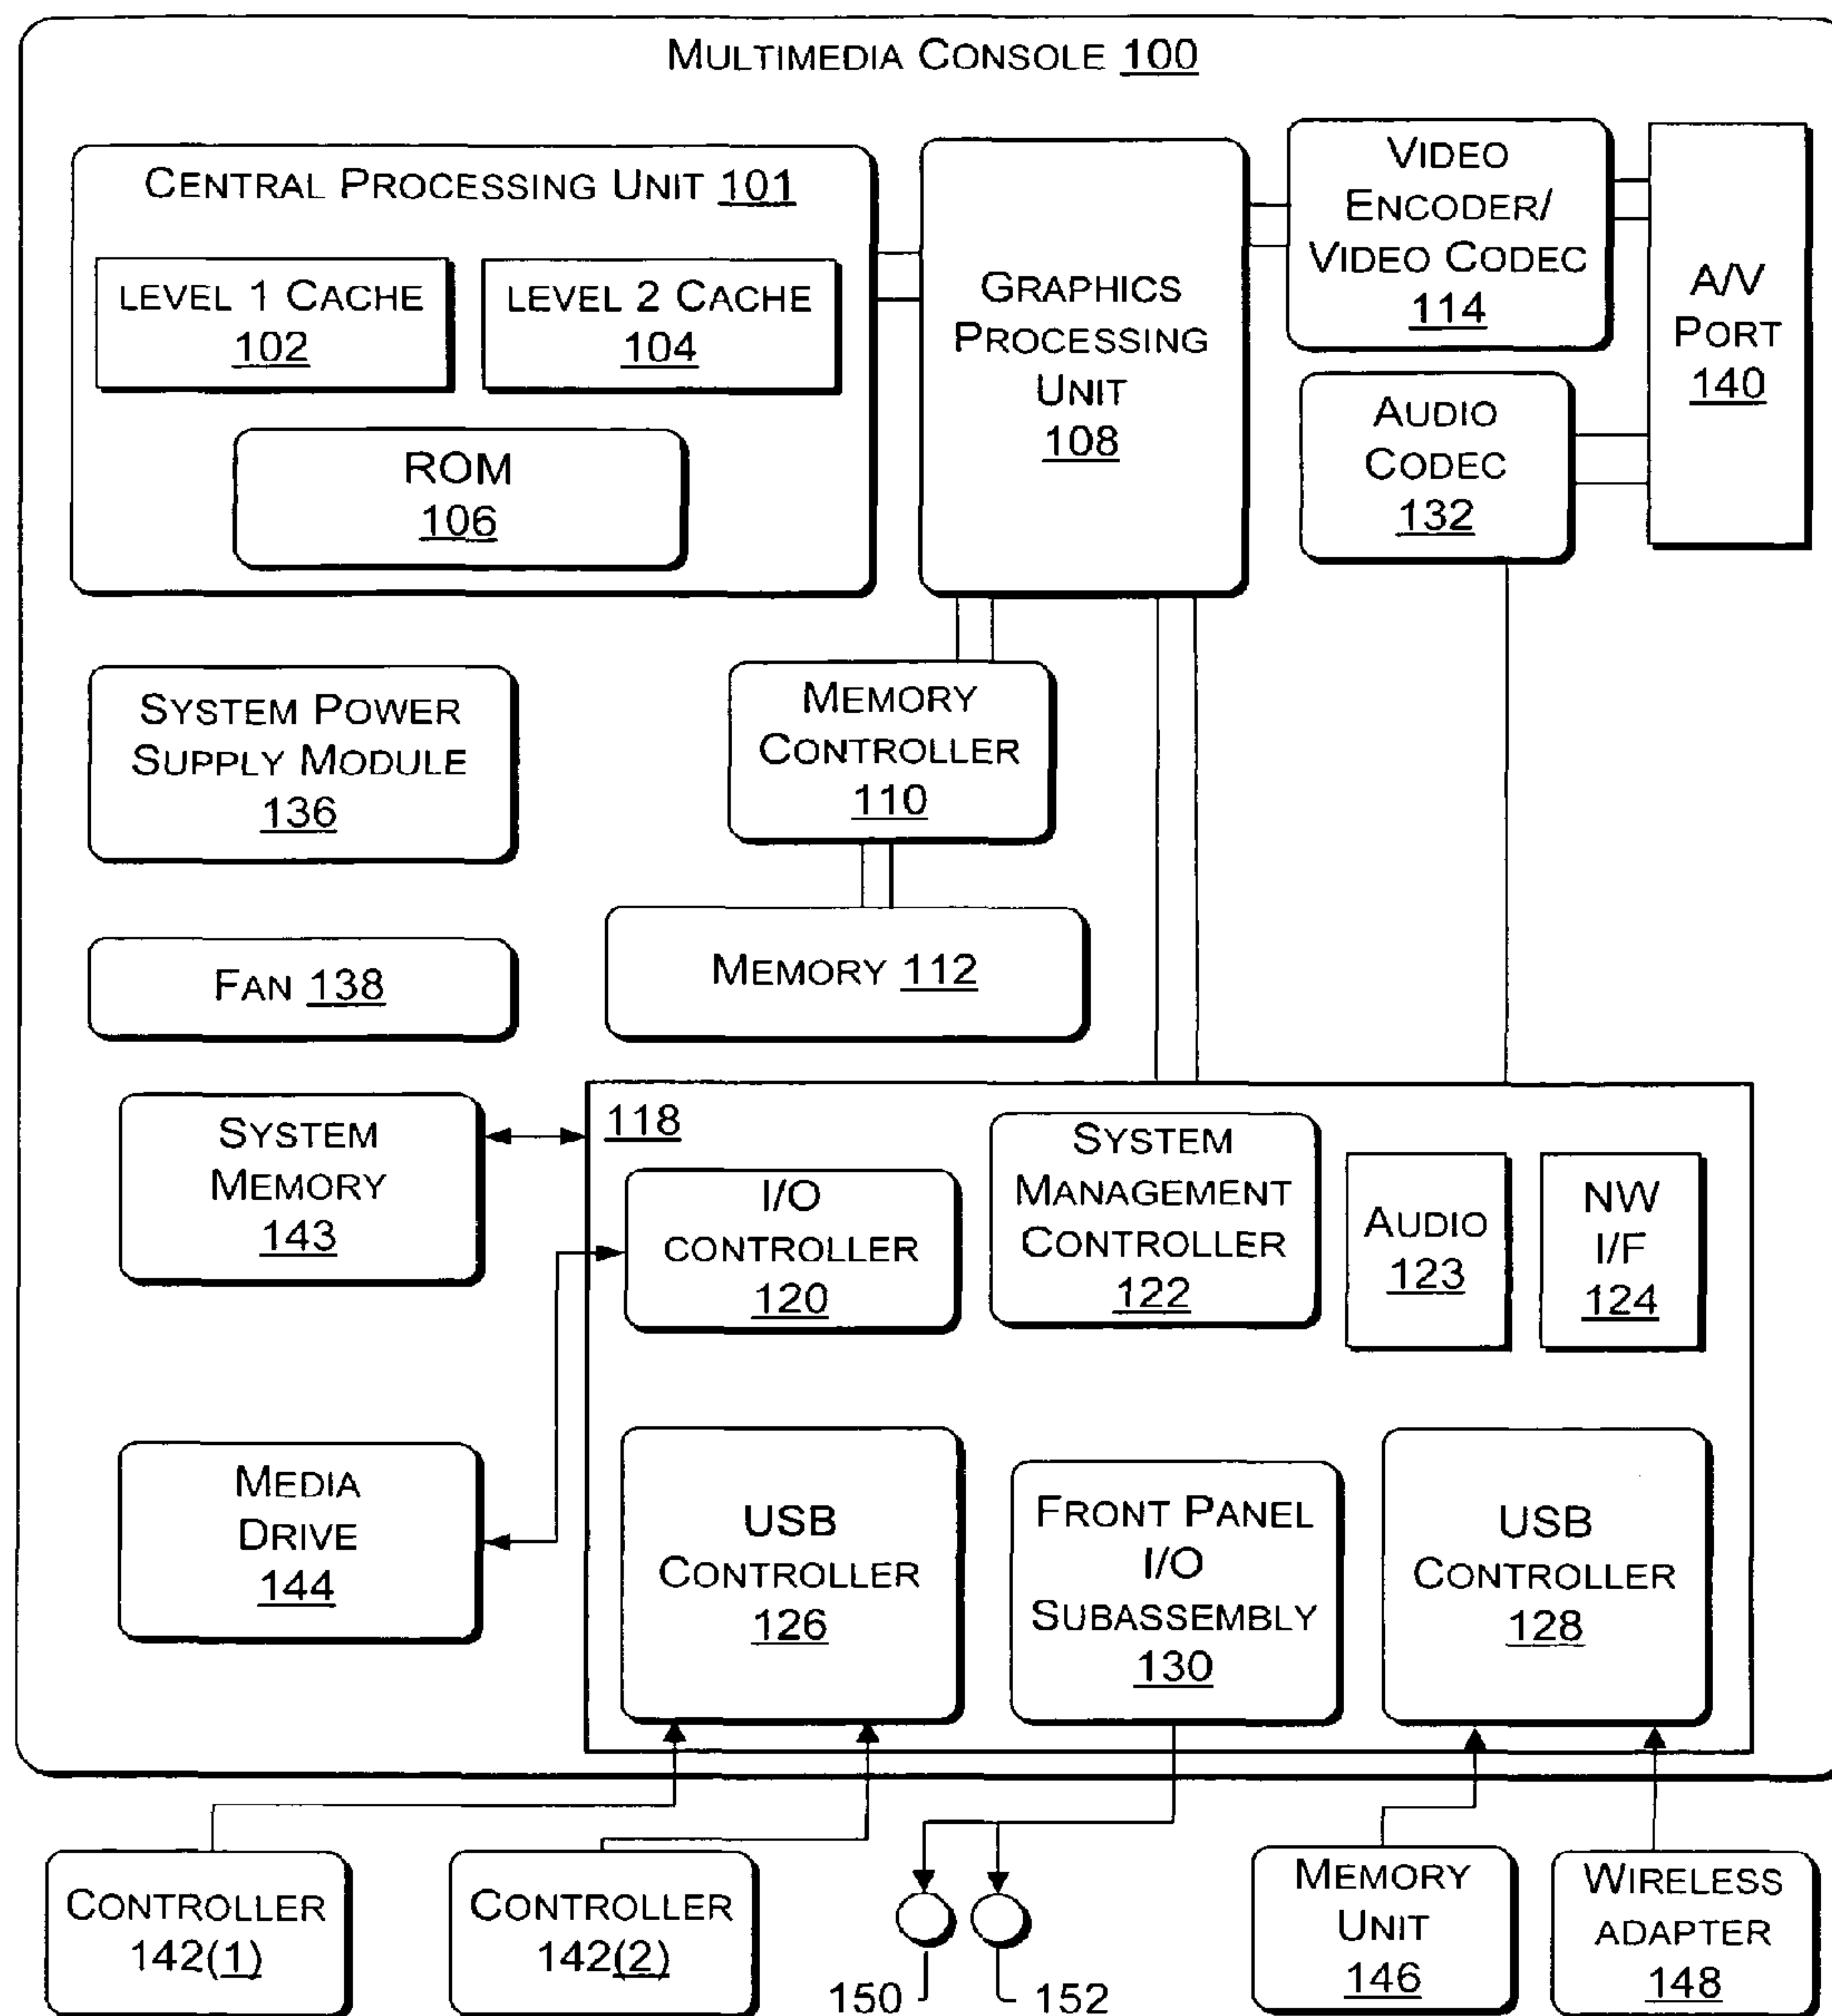 MULTIMEDIA CONSOLE 100
CENTRAL PROCESSING UNIT 101
LEVEL 1 CACHE
102
LEVEL 2 CACHE
104
ROM
106
GRAPHICS
PROCESSING
UNIT
108
VIDEO
ENCODER/
VIDEO CODEC
114
A/V
PORT
140
AUDIO
CODEC
132
SYSTEM POWER
SUPPLY MODULE
136
MEMORY
CONTROLLER
110
FAN 138
MEMORY 112
SYSTEM
MEMORY
143
118
I/O
CONTROLLER
120
SYSTEM
MANAGEMENT
CONTROLLER
122
AUDIO
123
NW
I/F
124
MEDIA
DRIVE
144
USB
CONTROLLER
126
FRONT PANEL
I/O
SUBASSEMBLY
130
USB
CONTROLLER
128
CONTROLLER
142(1)
CONTROLLER
142(2)
150
152
MEMORY
UNIT
146
WIRELESS
ADAPTER
148